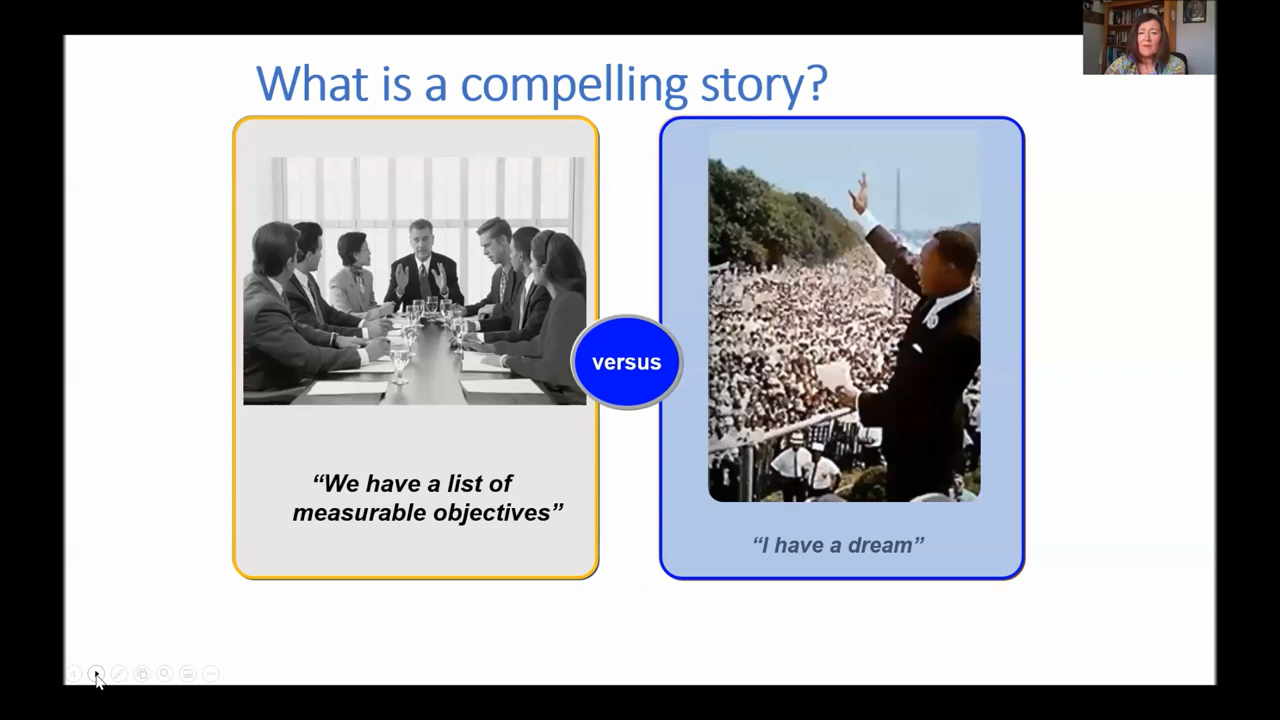 What is a compelling story?
versus
“We have a list of
measurable objectives”
“I have a dream”